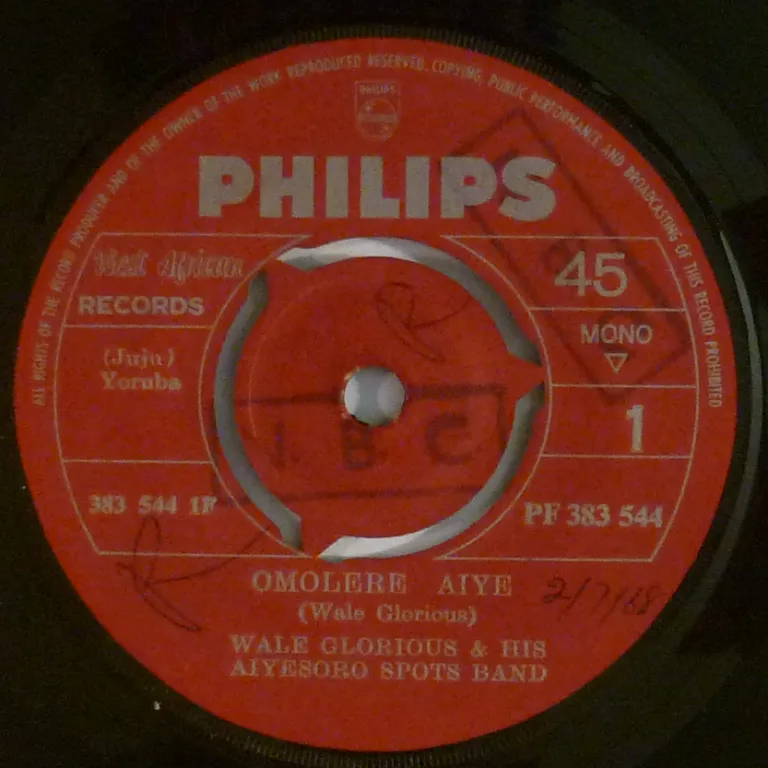 ALL RIGHTS OF THE RECORD PRODUCER AND OF THE OWNER OF THE WORK REPRODUCED RESERVED. COPYING, PUBLIC PERFORMANCE AND BROADCASTING OF THIS RECORD PROHIBITED
PHILIPS
PHILIPS
West African
RECORDS
(Juju)
Yoruba
45
MONO
1
R
N.B.C
383 544 1F
PF 383 544
R
OMOLERE AIYE
2/7/68
(Wale Glorious)
WALE GLORIOUS & HIS
AIYESORO SPOTS BAND